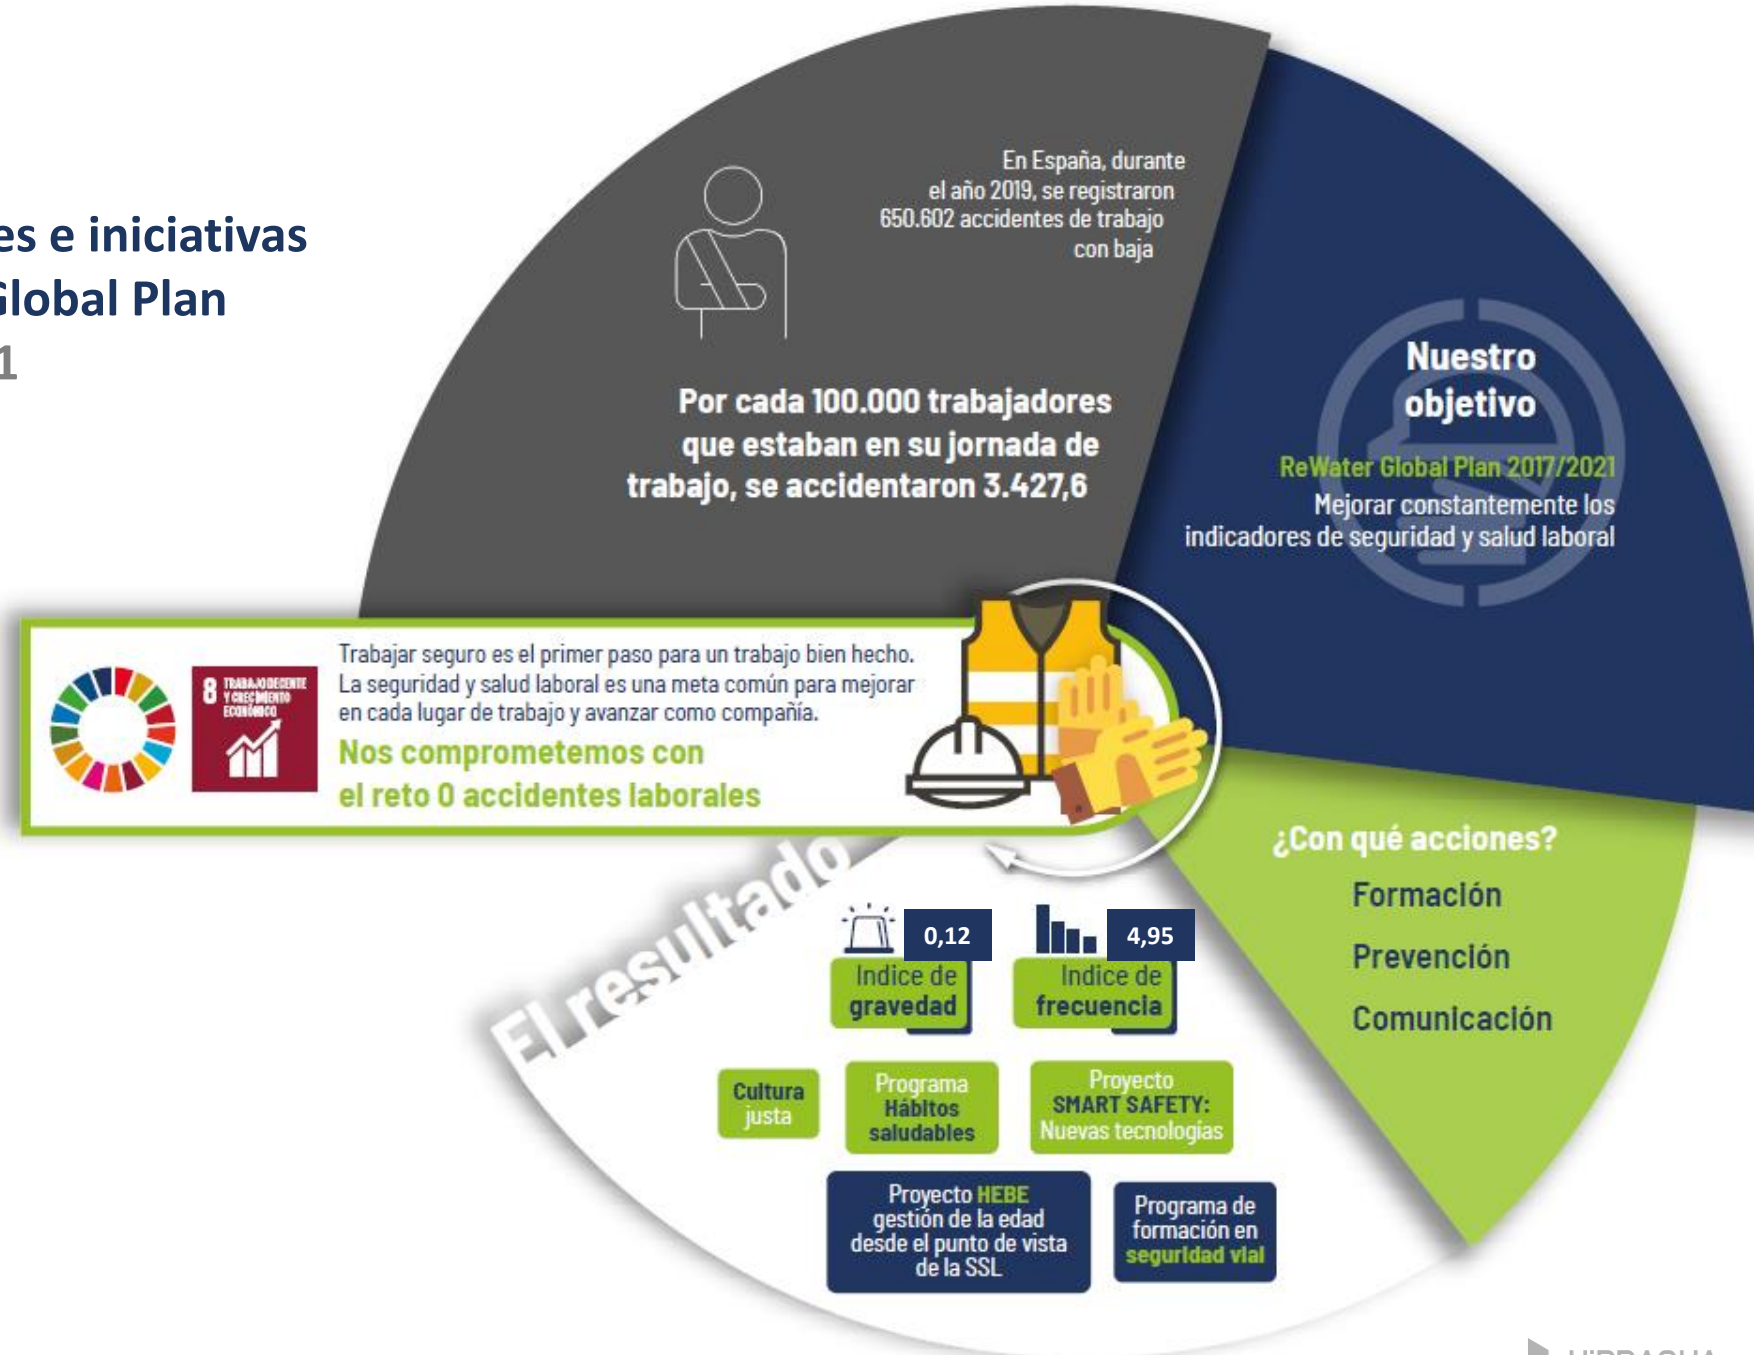 es e iniciativas
Global Plan
1
En España, durante
el año 2019, se registraron
650.602 accidentes de trabajo
con baja
Por cada 100.000 trabajadores
que estaban en su jornada de
trabajo, se accidentaron 3.427,6
Nuestro
objetivo
ReWater Global Plan 2017/2021
Mejorar constantemente los
indicadores de seguridad y salud laboral
8 TRABAJO DECENTE
Y CRECIMIENTO
ECONÓMICO
Trabajar seguro es el primer paso para un trabajo bien hecho.
La seguridad y salud laboral es una meta común para mejorar
en cada lugar de trabajo y avanzar como compañía.
Nos comprometemos con
el reto 0 accidentes laborales
¿Con qué acciones?
Formación
Prevención
Comunicación
El resultado
0,12
Indice de
gravedad
4,95
Indice de
frecuencia
Cultura
justa
Programa
Hábitos
saludables
Proyecto
SMART SAFETY:
Nuevas tecnologías
Proyecto HEBE
gestión de la edad
desde el punto de vista
de la SSL
Programa de
formación en
seguridad vial